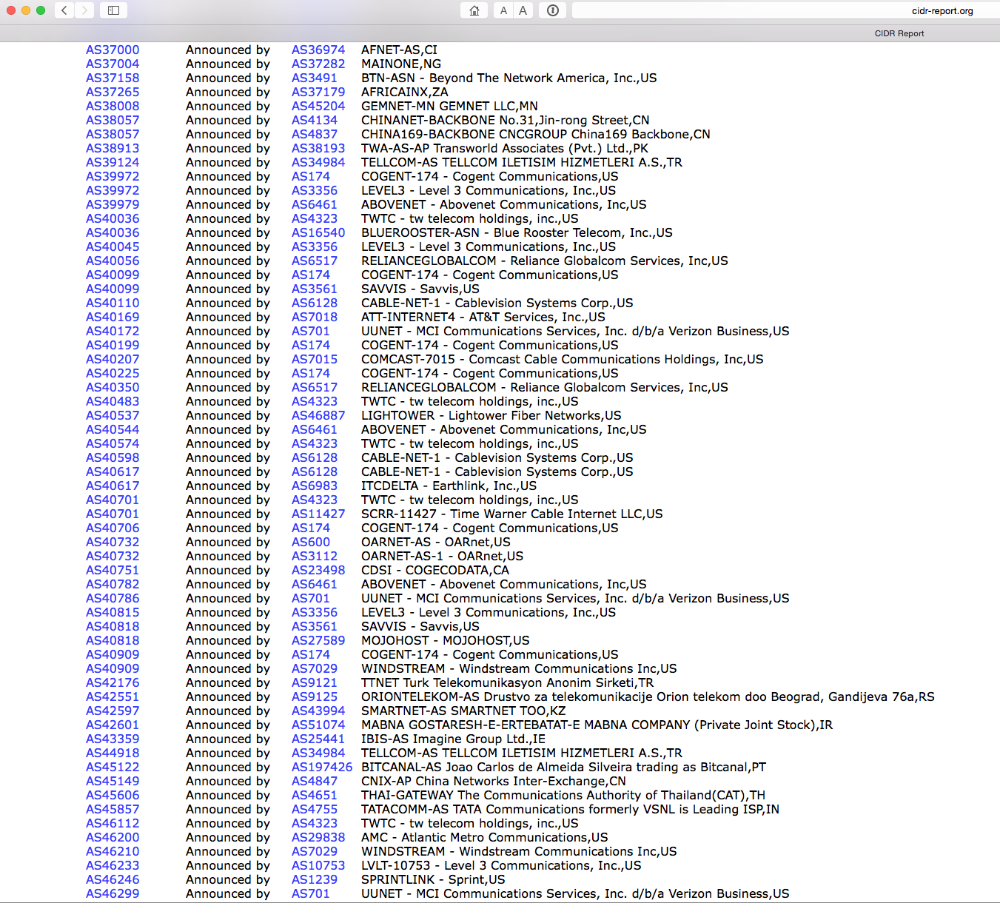 cidr-report.org
CIDR Report
AS37000 Announced by AS36974 AFNET-AS,CI
AS37004 Announced by AS37282 MAINONE,NG
AS37158 Announced by AS3491 BTN-ASN - Beyond The Network America, Inc.,US
AS37265 Announced by AS37179 AFRICAINX,ZA
AS38008 Announced by AS45204 GEMNET-MN GEMNET LLC,MN
AS38057 Announced by AS4134 CHINANET-BACKBONE No.31,Jin-rong Street,CN
AS38057 Announced by AS4837 CHINA169-BACKBONE CNCGROUP China169 Backbone,CN
AS38913 Announced by AS38193 TWA-AS-AP Transworld Associates (Pvt.) Ltd.,PK
AS39124 Announced by AS34984 TELLCOM-AS TELLCOM ILETISIM HIZMETLERI A.S.,TR
AS39972 Announced by AS174 COGENT-174 - Cogent Communications,US
AS39972 Announced by AS3356 LEVEL3 - Level 3 Communications, Inc.,US
AS39979 Announced by AS6461 ABOVENET - Abovenet Communications, Inc,US
AS40036 Announced by AS4323 TWTC - tw telecom holdings, inc.,US
AS40036 Announced by AS16540 BLUEROOSTER-ASN - Blue Rooster Telecom, Inc.,US
AS40045 Announced by AS3356 LEVEL3 - Level 3 Communications, Inc.,US
AS40056 Announced by AS6517 RELIANCEGLOBALCOM - Reliance Globalcom Services, Inc,US
AS40099 Announced by AS174 COGENT-174 - Cogent Communications,US
AS40099 Announced by AS3561 SAVVIS - Savvis,US
AS40110 Announced by AS6128 CABLE-NET-1 - Cablevision Systems Corp.,US
AS40169 Announced by AS7018 ATT-INTERNET4 - AT&T Services, Inc.,US
AS40172 Announced by AS701 UUNET - MCI Communications Services, Inc. d/b/a Verizon Business,US
AS40199 Announced by AS174 COGENT-174 - Cogent Communications,US
AS40207 Announced by AS7015 COMCAST-7015 - Comcast Cable Communications Holdings, Inc,US
AS40225 Announced by AS174 COGENT-174 - Cogent Communications,US
AS40350 Announced by AS6517 RELIANCEGLOBALCOM - Reliance Globalcom Services, Inc,US
AS40483 Announced by AS4323 TWTC - tw telecom holdings, inc.,US
AS40537 Announced by AS46887 LIGHTOWER - Lightower Fiber Networks,US
AS40544 Announced by AS6461 ABOVENET - Abovenet Communications, Inc,US
AS40574 Announced by AS4323 TWTC - tw telecom holdings, inc.,US
AS40598 Announced by AS6128 CABLE-NET-1 - Cablevision Systems Corp.,US
AS40617 Announced by AS6128 CABLE-NET-1 - Cablevision Systems Corp.,US
AS40617 Announced by AS6983 ITCDELTA - Earthlink, Inc.,US
AS40701 Announced by AS4323 TWTC - tw telecom holdings, inc.,US
AS40701 Announced by AS11427 SCRR-11427 - Time Warner Cable Internet LLC,US
AS40706 Announced by AS174 COGENT-174 - Cogent Communications,US
AS40732 Announced by AS600 OARNET-AS - OARnet,US
AS40732 Announced by AS3112 OARNET-AS-1 - OARnet,US
AS40751 Announced by AS23498 CDSI - COGECODATA,CA
AS40782 Announced by AS6461 ABOVENET - Abovenet Communications, Inc,US
AS40786 Announced by AS701 UUNET - MCI Communications Services, Inc. d/b/a Verizon Business,US
AS40815 Announced by AS3356 LEVEL3 - Level 3 Communications, Inc.,US
AS40818 Announced by AS3561 SAVVIS - Savvis,US
AS40818 Announced by AS27589 MOJOHOST - MOJOHOST,US
AS40909 Announced by AS174 COGENT-174 - Cogent Communications,US
AS40909 Announced by AS7029 WINDSTREAM - Windstream Communications Inc,US
AS42176 Announced by AS9121 TTNET Turk Telekomunikasyon Anonim Sirketi,TR
AS42551 Announced by AS9125 ORIONTELEKOM-AS Drustvo za telekomunikacije Orion telekom doo Beograd, Gandijeva 76a,RS
AS42597 Announced by AS43994 SMARTNET-AS SMARTNET TOO,KZ
AS42601 Announced by AS51074 MABNA GOSTARESH-E-ERTEBATAT-E MABNA COMPANY (Private Joint Stock),IR
AS43359 Announced by AS25441 IBIS-AS Imagine Group Ltd.,IE
AS44918 Announced by AS34984 TELLCOM-AS TELLCOM ILETISIM HIZMETLERI A.S.,TR
AS45122 Announced by AS197426 BITCANAL-AS Joao Carlos de Almeida Silveira trading as Bitcanal,PT
AS45149 Announced by AS4847 CNIX-AP China Networks Inter-Exchange,CN
AS45606 Announced by AS4651 THAI-GATEWAY The Communications Authority of Thailand(CAT),TH
AS45857 Announced by AS4755 TATACOMM-AS TATA Communications formerly VSNL is Leading ISP,IN
AS46112 Announced by AS4323 TWTC - tw telecom holdings, inc.,US
AS46200 Announced by AS29838 AMC - Atlantic Metro Communications,US
AS46210 Announced by AS7029 WINDSTREAM - Windstream Communications Inc,US
AS46233 Announced by AS10753 LVLT-10753 - Level 3 Communications, Inc.,US
AS46246 Announced by AS1239 SPRINTLINK - Sprint,US
AS46299 Announced by AS701 UUNET - MCI Communications Services, Inc. d/b/a Verizon Business,US